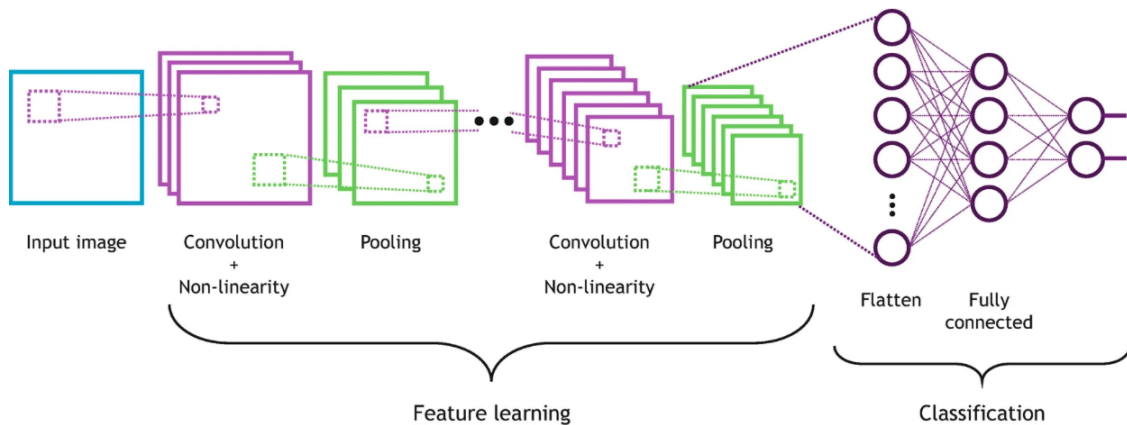 Input image
Convolution
+
Non-linearity
Pooling
Convolution
+
Non-linearity
Pooling
Flatten
Fully
connected
Feature learning
Classification